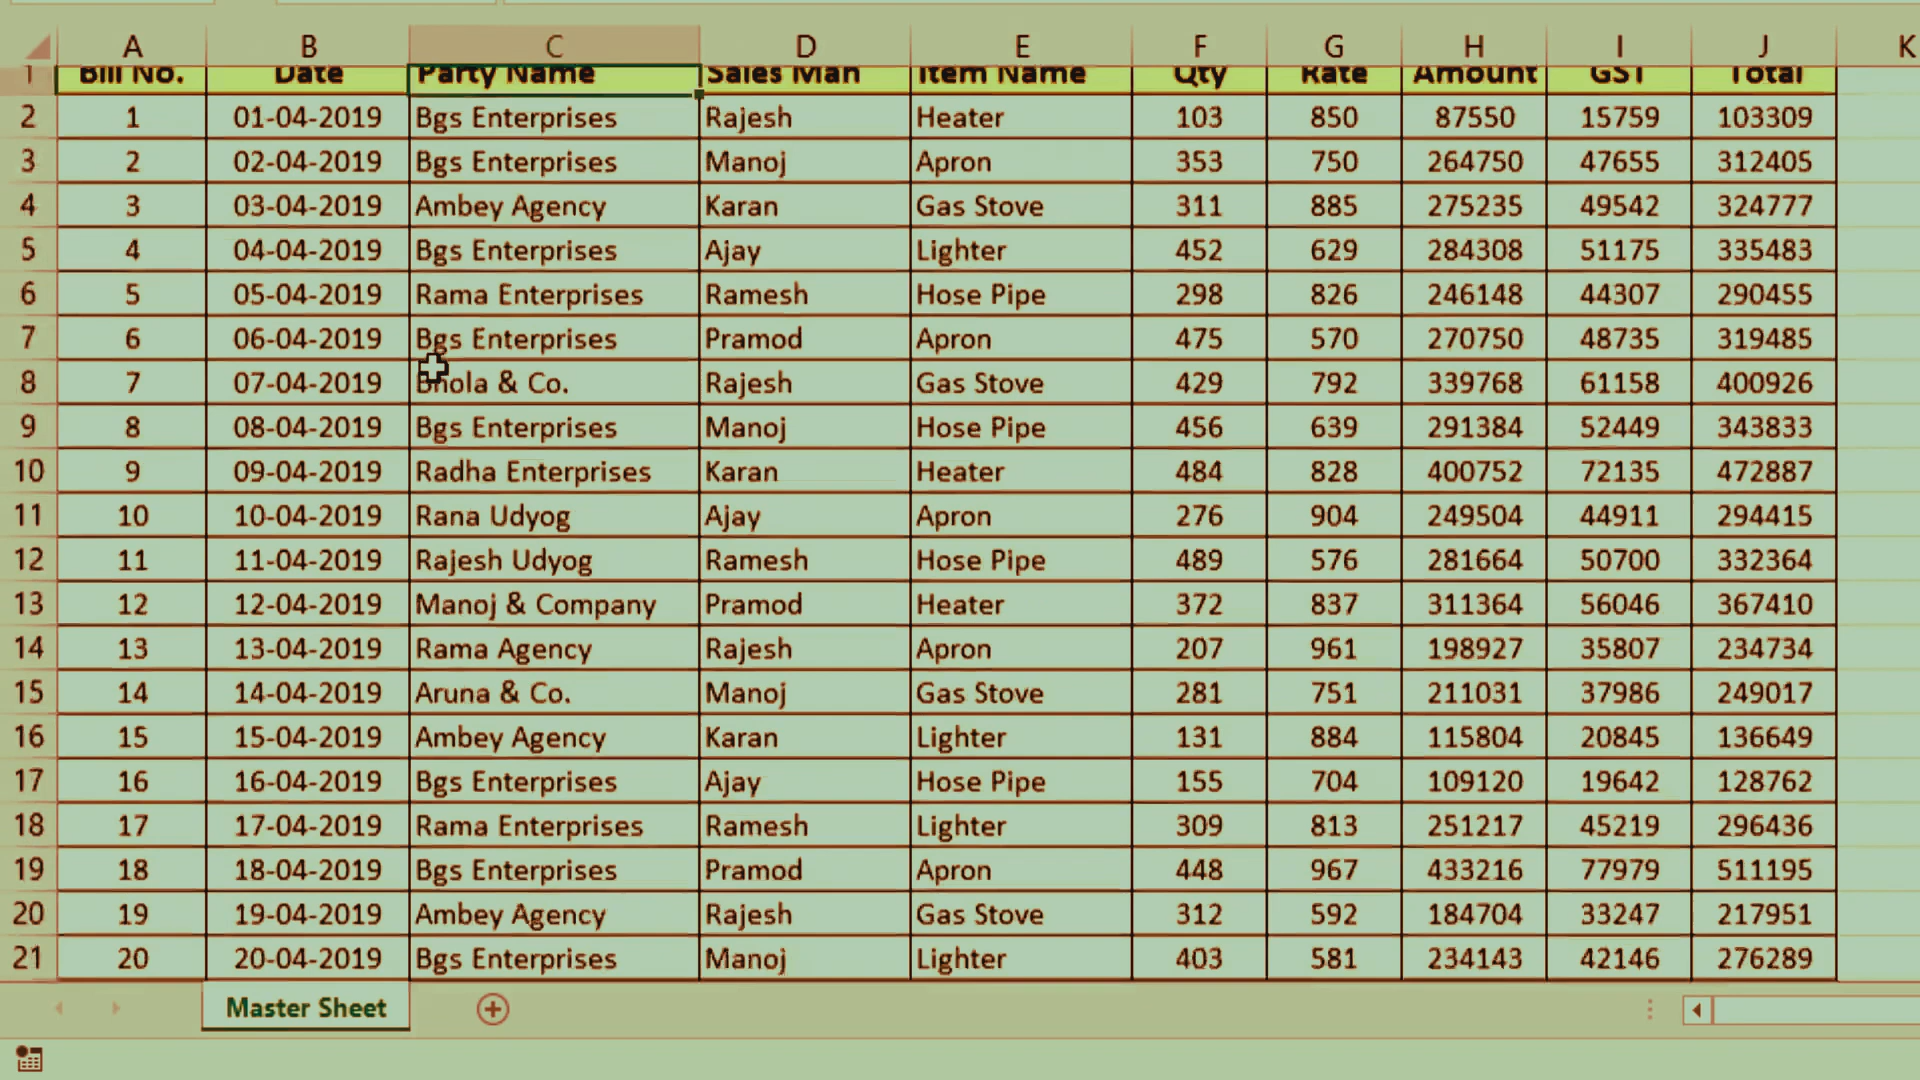 A B C D E F G H I J K
1 Bill No. Date Party Name Sales Man Item Name Qty Rate Amount GST Total
2 1 01-04-2019 Bgs Enterprises Rajesh Heater 103 850 87550 15759 103309
3 2 02-04-2019 Bgs Enterprises Manoj Apron 353 750 264750 47655 312405
4 3 03-04-2019 Ambey Agency Karan Gas Stove 311 885 275235 49542 324777
5 4 04-04-2019 Bgs Enterprises Ajay Lighter 452 629 284308 51175 335483
6 5 05-04-2019 Rama Enterprises Ramesh Hose Pipe 298 826 246148 44307 290455
7 6 06-04-2019 Bgs Enterprises Pramod Apron 475 570 270750 48735 319485
8 7 07-04-2019 Bhola & Co. Rajesh Gas Stove 429 792 339768 61158 400926
9 8 08-04-2019 Bgs Enterprises Manoj Hose Pipe 456 639 291384 52449 343833
10 9 09-04-2019 Radha Enterprises Karan Heater 484 828 400752 72135 472887
11 10 10-04-2019 Rana Udyog Ajay Apron 276 904 249504 44911 294415
12 11 11-04-2019 Rajesh Udyog Ramesh Hose Pipe 489 576 281664 50700 332364
13 12 12-04-2019 Manoj & Company Pramod Heater 372 837 311364 56046 367410
14 13 13-04-2019 Rama Agency Rajesh Apron 207 961 198927 35807 234734
15 14 14-04-2019 Aruna & Co. Manoj Gas Stove 281 751 211031 37986 249017
16 15 15-04-2019 Ambey Agency Karan Lighter 131 884 115804 20845 136649
17 16 16-04-2019 Bgs Enterprises Ajay Hose Pipe 155 704 109120 19642 128762
18 17 17-04-2019 Rama Enterprises Ramesh Lighter 309 813 251217 45219 296436
19 18 18-04-2019 Bgs Enterprises Pramod Apron 448 967 433216 77979 511195
20 19 19-04-2019 Ambey Agency Rajesh Gas Stove 312 592 184704 33247 217951
21 20 20-04-2019 Bgs Enterprises Manoj Lighter 403 581 234143 42146 276289
Master Sheet